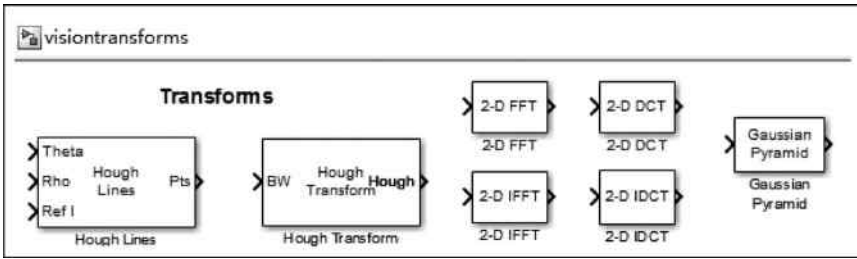 visiontransforms
Transforms
Theta
Rho
Ref I
Hough
Lines
Pts
Hough Lines
BW
Hough
Transform
Hough
Hough Transform
2-D FFT
2-D FFT
2-D DCT
2-D DCT
2-D IFFT
2-D IFFT
2-D IDCT
2-D IDCT
Gaussian
Pyramid
Gaussian
Pyramid